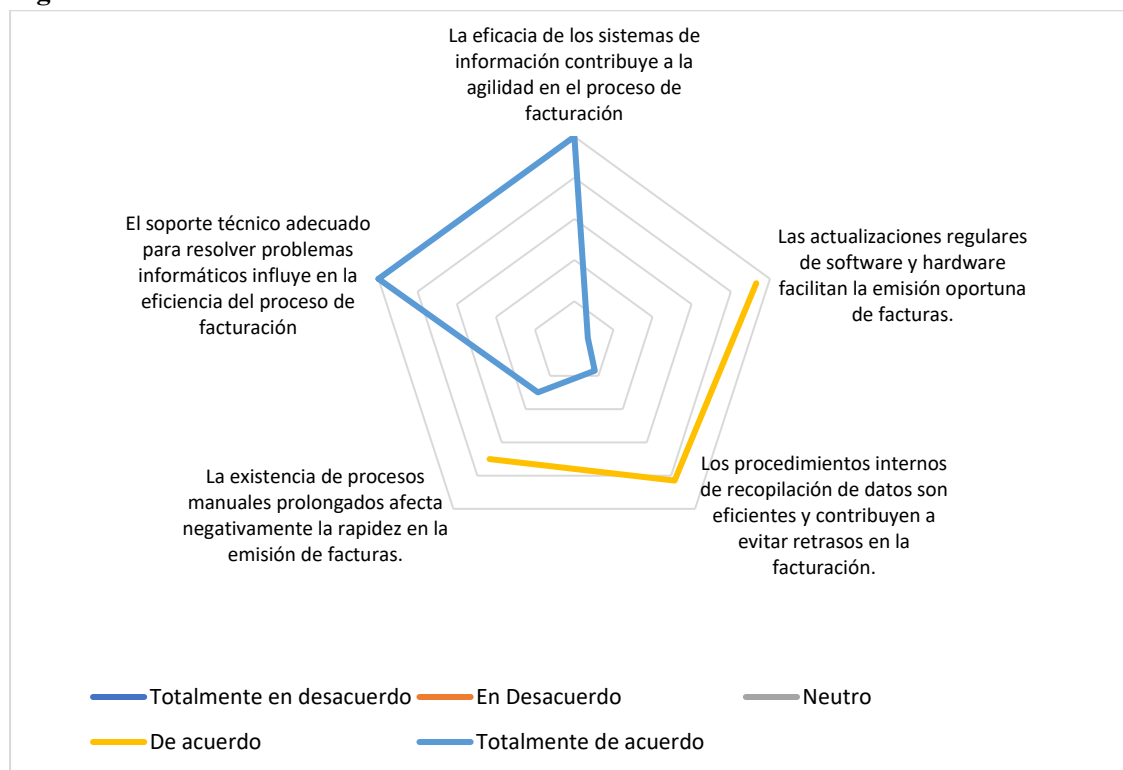 La eficacia de los sistemas de
información contribuye a la
agilidad en el proceso de
facturación
El soporte técnico adecuado
para resolver problemas
informáticos influye en la
eficiencia del proceso de
facturación
Las actualizaciones regulares
de software y hardware
facilitan la emisión oportuna
de facturas.
La existencia de procesos
manuales prolongados afecta
negativamente la rapidez en la
emisión de facturas.
Los procedimientos internos
de recopilación de datos son
eficientes y contribuyen a
evitar retrasos en la
facturación.
Totalmente en desacuerdo
En Desacuerdo
Neutro
De acuerdo
Totalmente de acuerdo